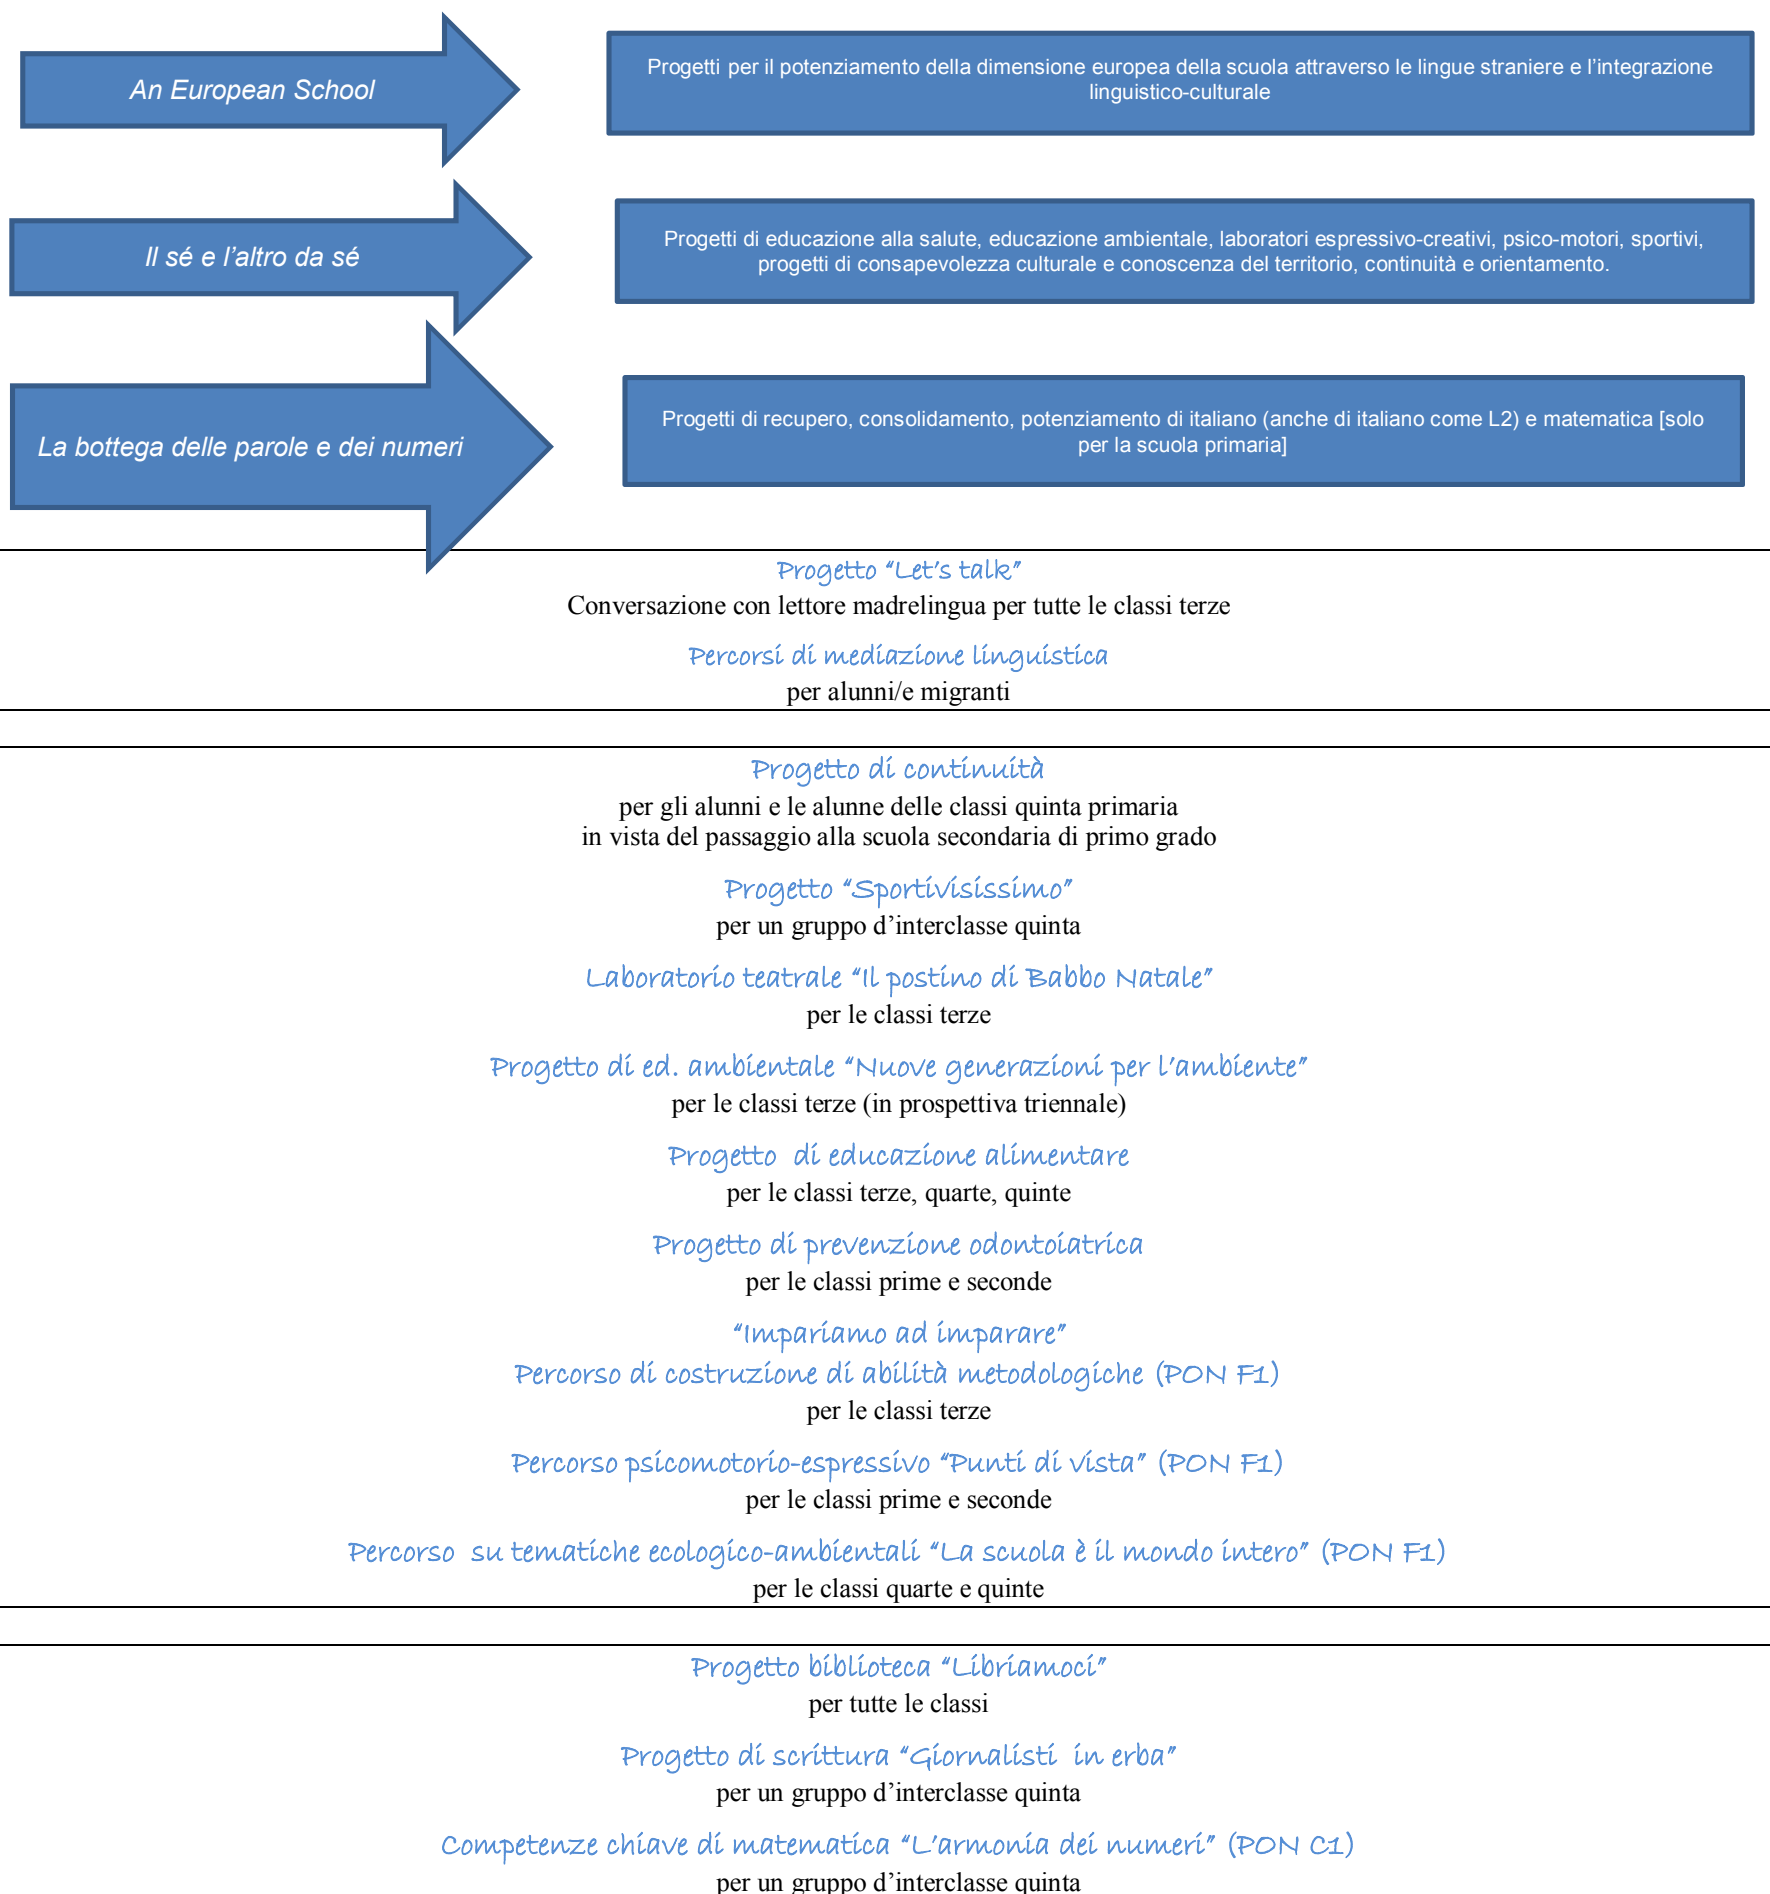 An European School
Progetti per il potenziamento della dimensione europea della scuola attraverso le lingue straniere e l’integrazione
linguistico-culturale
Il sé e l’altro da sé
Progetti di educazione alla salute, educazione ambientale, laboratori espressivo-creativi, psico-motori, sportivi,
progetti di consapevolezza culturale e conoscenza del territorio, continuità e orientamento.
La bottega delle parole e dei numeri
Progetti di recupero, consolidamento, potenziamento di italiano (anche di italiano come L2) e matematica [solo
per la scuola primaria]
Progetto “Let’s talk”
Conversazione con lettore madrelingua per tutte le classi terze
Percorsi di mediazione linguistica
per alunni/e migranti
Progetto di continuità
per gli alunni e le alunne delle classi quinta primaria
in vista del passaggio alla scuola secondaria di primo grado
Progetto “Sportivisissimo”
per un gruppo d’interclasse quinta
Laboratorio teatrale “Il postino di Babbo Natale”
per le classi terze
Progetto di ed. ambientale “Nuove generazioni per l’ambiente”
per le classi terze (in prospettiva triennale)
Progetto di educazione alimentare
per le classi terze, quarte, quinte
Progetto di prevenzione odontoiatrica
per le classi prime e seconde
“Impariamo ad imparare”
Percorso di costruzione di abilità metodologiche (PON F1)
per le classi terze
Percorso psicomotorio-espressivo “Punti di vista” (PON F1)
per le classi prime e seconde
Percorso su tematiche ecologico-ambientali “La scuola è il mondo intero” (PON F1)
per le classi quarte e quinte
Progetto biblioteca “Libriamoci”
per tutte le classi
Progetto di scrittura “Giornalisti in erba”
per un gruppo d’interclasse quinta
Competenze chiave di matematica “L’armonia dei numeri” (PON C1)
per un gruppo d’interclasse quinta